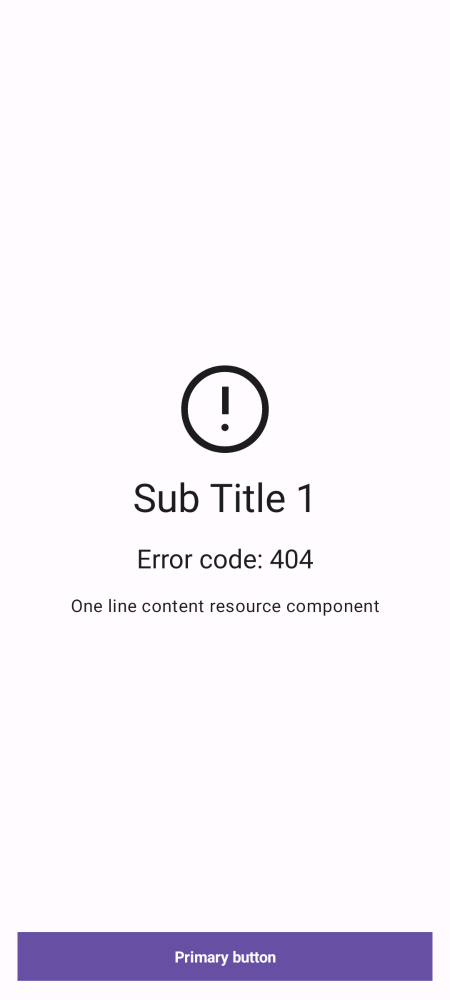 Sub Title 1
Error code: 404
One line content resource component
Primary button